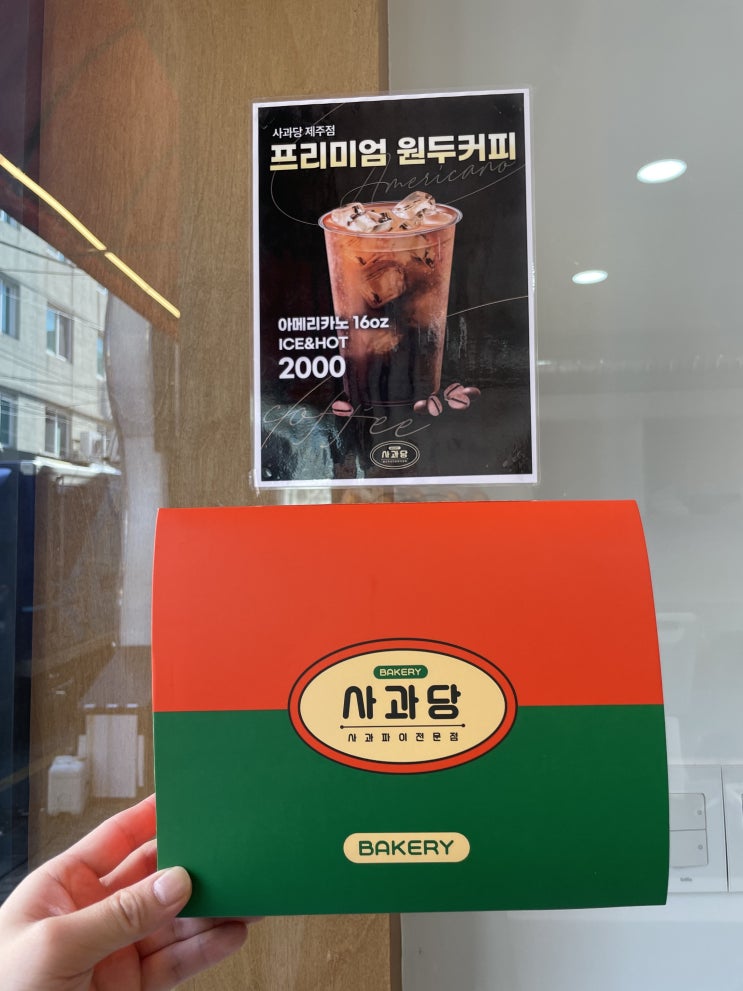 사과당 제주점
프리미엄 원두커피
Americano
아메리카노 16oz
ICE&HOT
2000
coffee
사과당
BAKERY
사과당
사과파이전문점
BAKERY